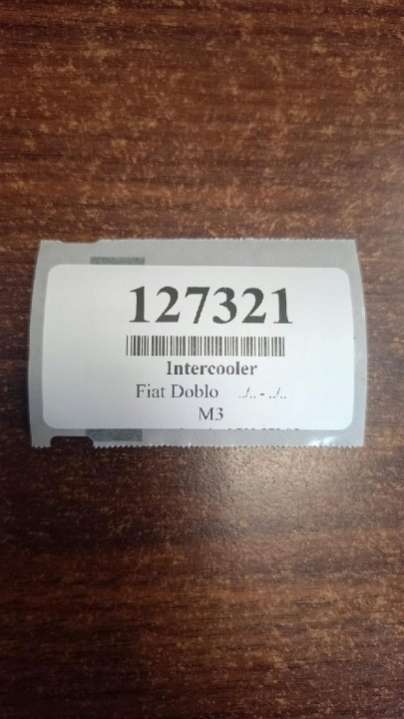 127321
Intercooler
Fiat Doblo ../.. - ../..
M3